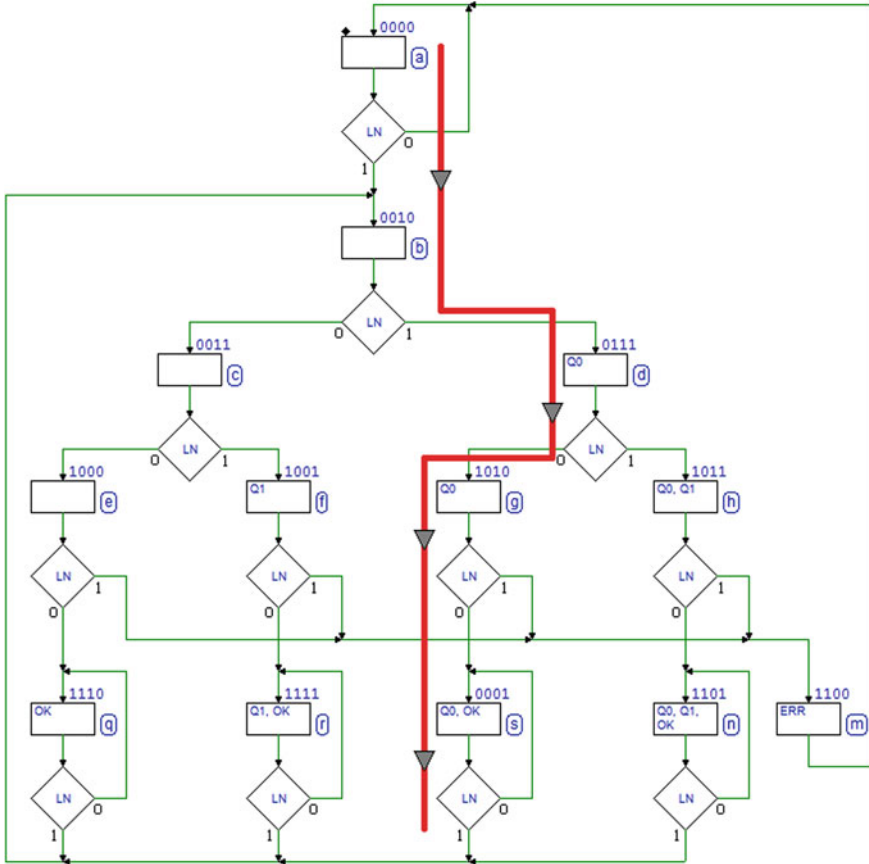 0000
a
LN
0
1
0010
b
LN
0
1
0011
c
0111
Q0
d
LN
0
1
LN
0
1
1000
e
1001
Q1
f
1010
Q0
g
1011
Q0, Q1
h
LN
1
0
LN
1
0
LN
1
0
LN
1
0
1110
OK
q
1111
Q1, OK
r
0001
Q0, OK
s
1101
Q0, Q1,
OK
n
1100
ERR
m
LN
0
1
LN
0
1
LN
0
1
LN
0
1